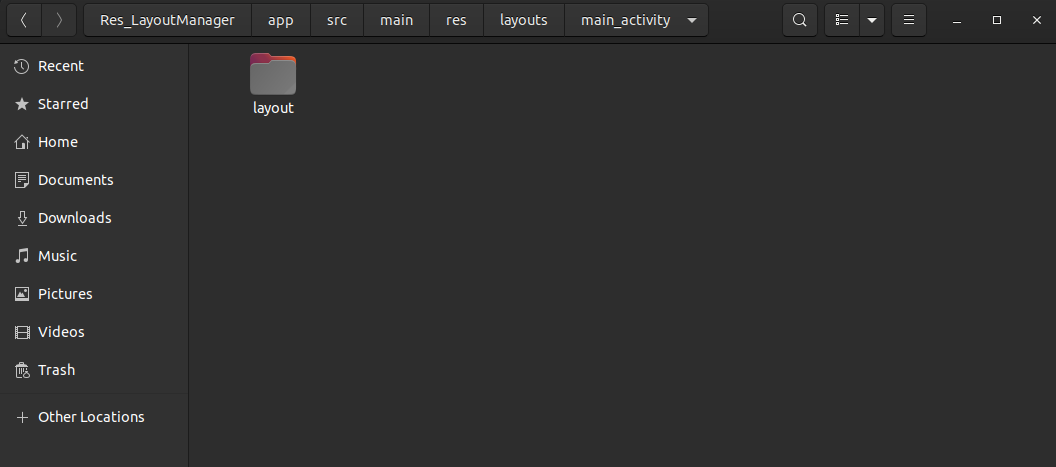 Res_LayoutManager app src main res layouts main_activity
Recent
Starred
Home
Documents
Downloads
Music
Pictures
Videos
Trash
Other Locations
layout